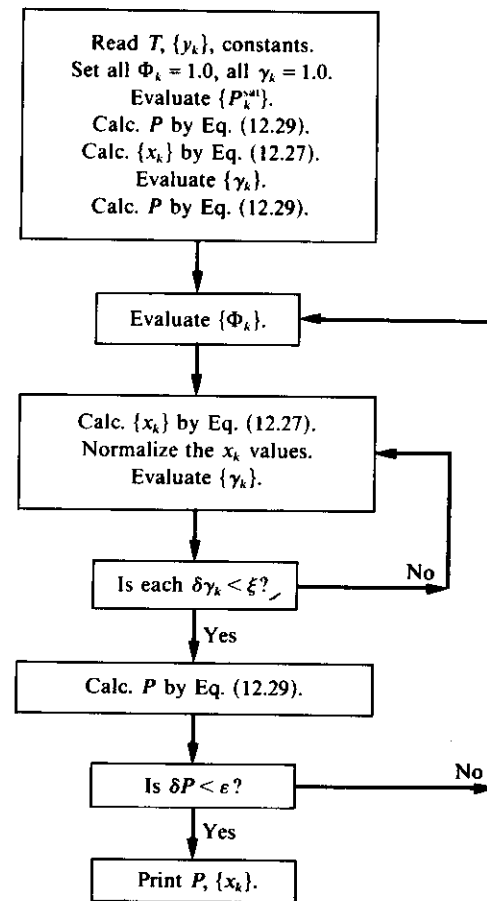 Read T, {yₖ}, constants.
Set all Φₖ = 1.0, all γₖ = 1.0.
Evaluate {Pₖˢᵃᵗ}.
Calc. P by Eq. (12.29).
Calc. {xₖ} by Eq. (12.27).
Evaluate {γₖ}.
Calc. P by Eq. (12.29).
Evaluate {Φₖ}.
Calc. {xₖ} by Eq. (12.27).
Normalize the xₖ values.
Evaluate {γₖ}.
Is each δγₖ < ξ?
No
Yes
Calc. P by Eq. (12.29).
Is δP < ε?
No
Yes
Print P, {xₖ}.